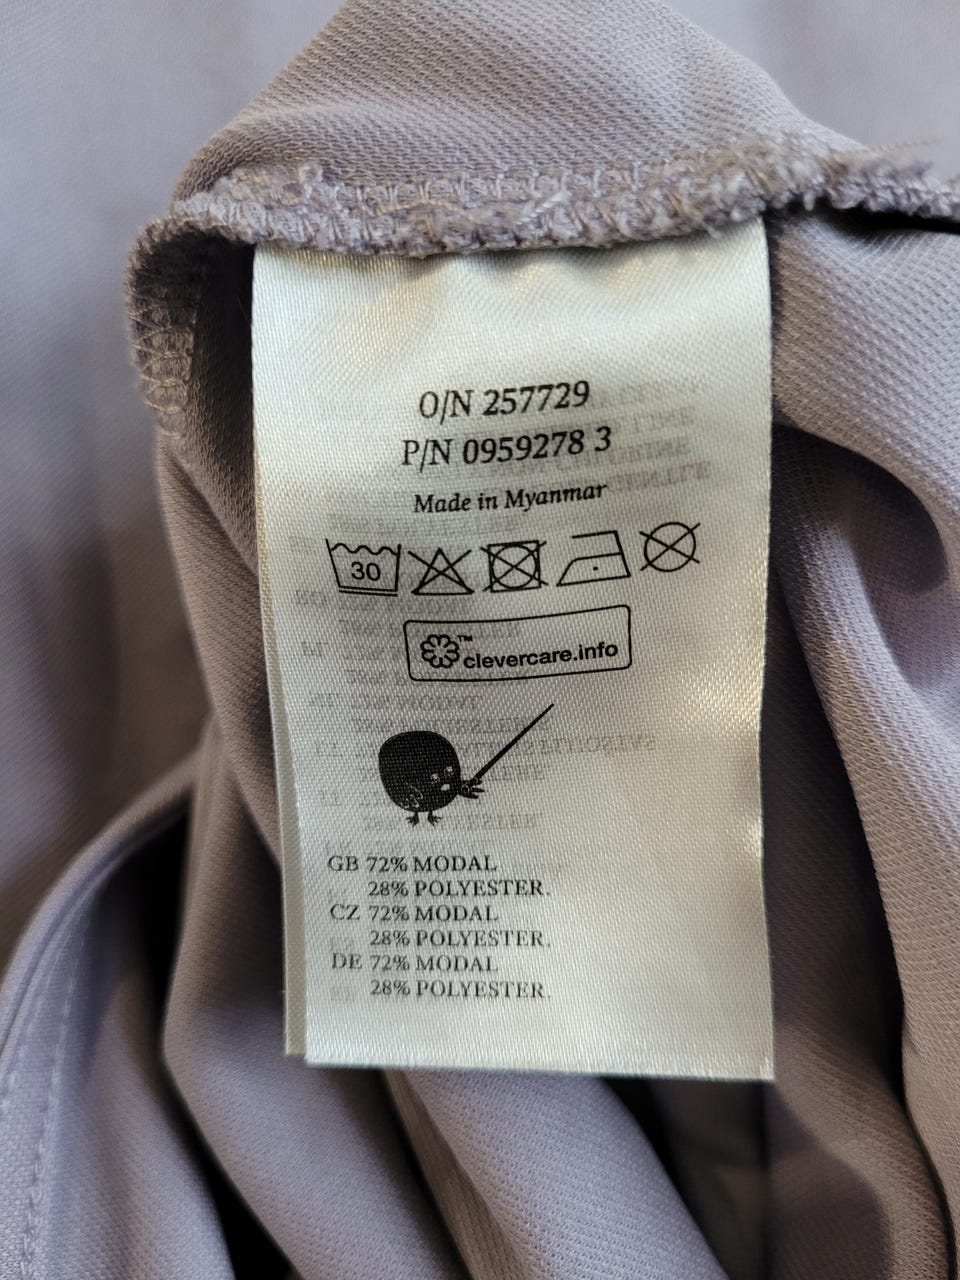 O/N 257729
P/N 0959278 3
Made in Myanmar
30
™
clevercare.info
GB 72% MODAL
28% POLYESTER.
CZ 72% MODAL
28% POLYESTER.
DE 72% MODAL
28% POLYESTER.